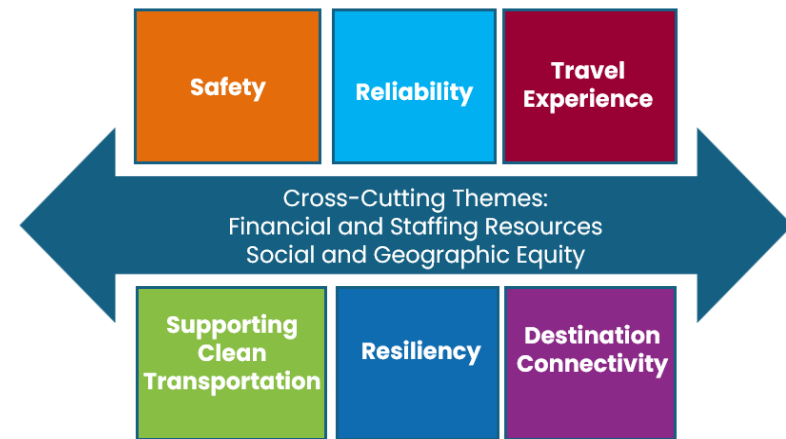 Safety
Reliability
Travel
Experience
Cross-Cutting Themes:
Financial and Staffing Resources
Social and Geographic Equity
Supporting
Clean
Transportation
Resiliency
Destination
Connectivity